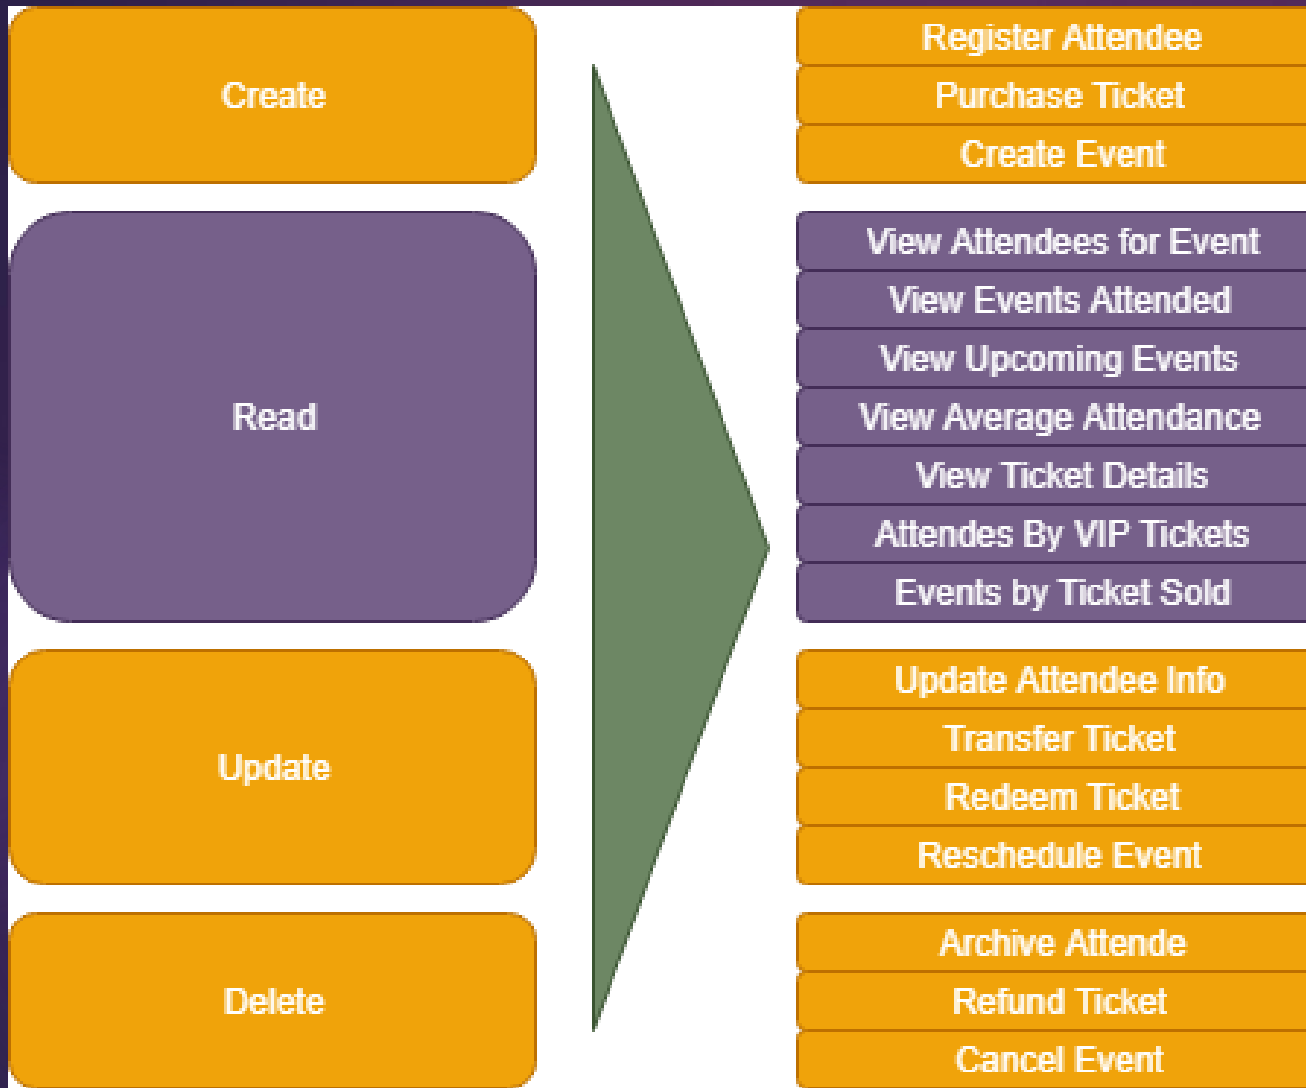 Create
Register Attendee
Purchase Ticket
Create Event
Read
View Attendees for Event
View Events Attended
View Upcoming Events
View Average Attendance
View Ticket Details
Attendes By VIP Tickets
Events by Ticket Sold
Update
Update Attendee Info
Transfer Ticket
Redeem Ticket
Reschedule Event
Delete
Archive Attende
Refund Ticket
Cancel Event